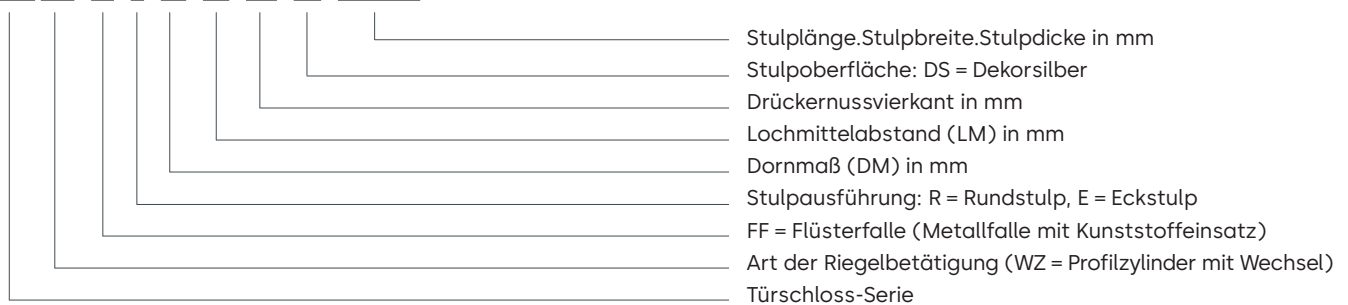 Stulplänge.Stulpbreite.Stulpdicke in mm
Stulpoberfläche: DS = Dekorsilber
Drückernussvierkant in mm
Lochmittelabstand (LM) in mm
Dornmaß (DM) in mm
Stulpausführung: R = Rundstulp, E = Eckstulp
FF = Flüsterfalle (Metallfalle mit Kunststoffeinsatz)
Art der Riegelbetätigung (WZ = Profilzylinder mit Wechsel)
Türschloss-Serie